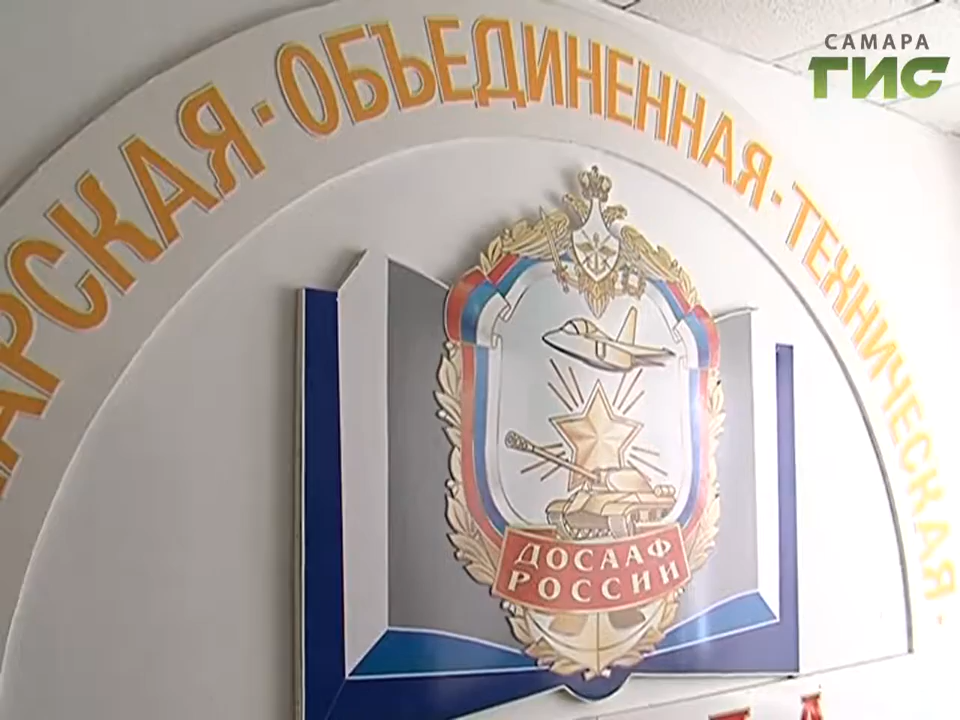 САМАРА
ГИС
АРСКАЯ · ОБЪЕДИНЕННАЯ · ТЕХНИЧЕСКАЯ ·
ДОСААФ
РОССИИ